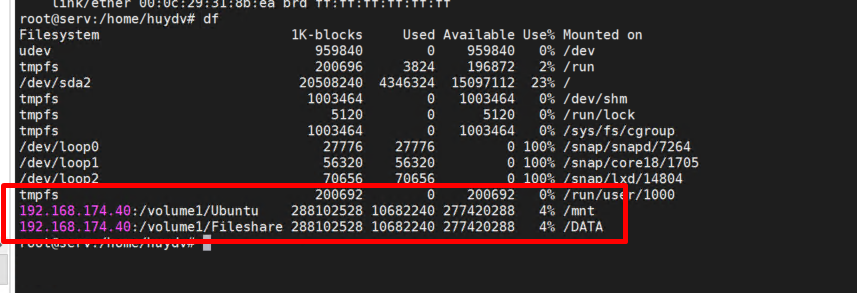 link/ether 00:0c:29:31:8b:ea brd ff:ff:ff:ff:ff:ff
root@serv:/home/huydv# df
Filesystem 1K-blocks Used Available Use% Mounted on
udev 959840 0 959840 0% /dev
tmpfs 200696 3824 196872 2% /run
/dev/sda2 20508240 4346324 15097112 23% /
tmpfs 1003464 0 1003464 0% /dev/shm
tmpfs 5120 0 5120 0% /run/lock
tmpfs 1003464 0 1003464 0% /sys/fs/cgroup
/dev/loop0 27776 27776 0 100% /snap/snapd/7264
/dev/loop1 56320 56320 0 100% /snap/core18/1705
/dev/loop2 70656 70656 0 100% /snap/lxd/14804
tmpfs 200692 0 200692 0% /run/user/1000
192.168.174.40:/volume1/Ubuntu 288102528 10682240 277420288 4% /mnt
192.168.174.40:/volume1/Fileshare 288102528 10682240 277420288 4% /DATA
root@serv:/home/huydv#